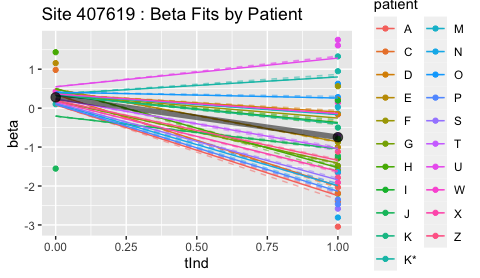 Site 407619 : Beta Fits by Patient
beta
1
0
-1
-2
-3
0.00
0.25
0.50
0.75
1.00
tInd
patient
A
C
D
E
F
G
H
I
J
K
K*
M
N
O
P
S
T
U
W
X
Z